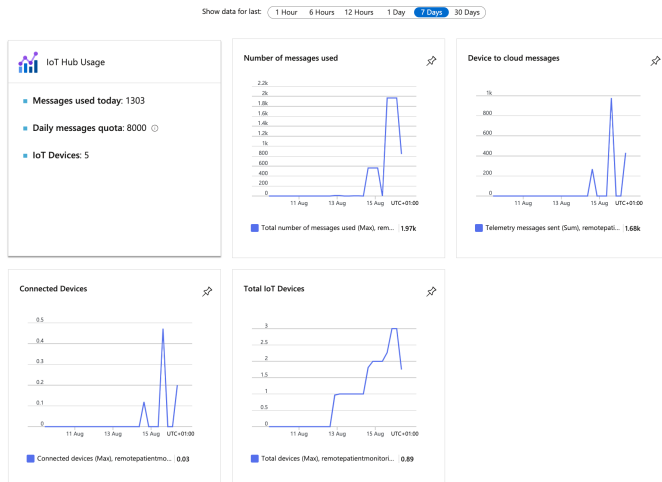 Show data for last: 1 Hour 6 Hours 12 Hours 1 Day 7 Days 30 Days
IoT Hub Usage
Messages used today: 1303
Daily messages quota: 8000
IoT Devices: 5
Number of messages used
2.2k
2k
1.8k
1.6k
1.4k
1.2k
1k
800
600
400
200
0
11 Aug 13 Aug 15 Aug UTC+01:00
Total number of messages used (Max), rem... 1.97k
Device to cloud messages
1k
800
600
400
200
0
11 Aug 13 Aug 15 Aug UTC+01:00
Telemetry messages sent (Sum), remotepati... 1.68k
Connected Devices
0.5
0.4
0.3
0.2
0.1
0
11 Aug 13 Aug 15 Aug UTC+01:00
Connected devices (Max), remotepatientmo... 0.03
Total IoT Devices
3
2.5
2
1.5
1
0.5
0
11 Aug 13 Aug 15 Aug UTC+01:00
Total devices (Max), remotepatientmonitori... 0.89